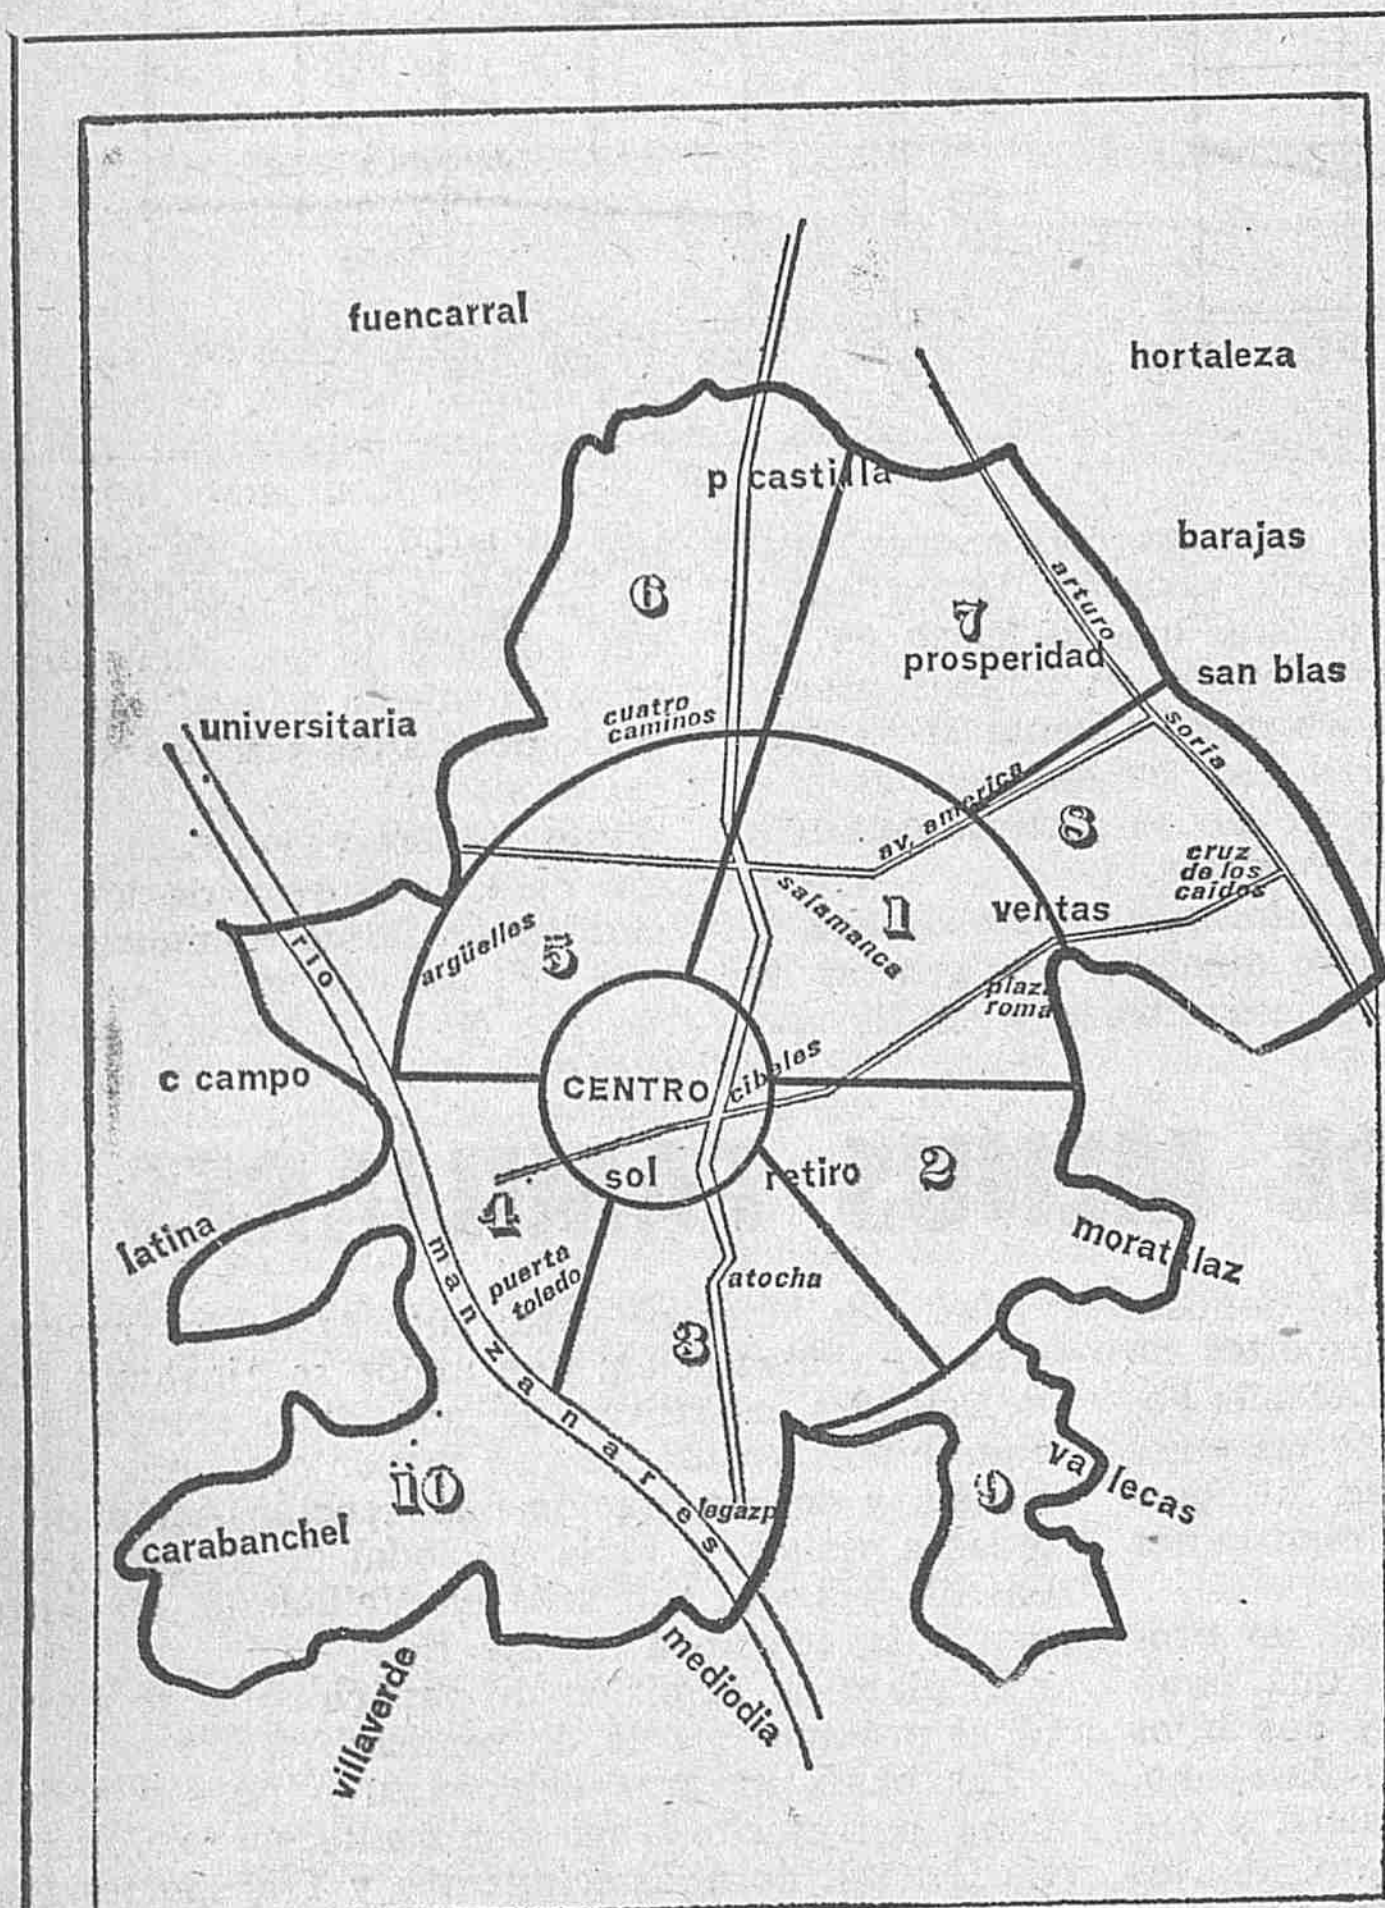 fuencarral
hortaleza
p castilla
barajas
6
7
arturo
prosperidad
san blas
universitaria
cuatro
caminos
soria
av. america
8
cruz
de los
caidos
salamanca
1
ventas
argüelles
5
rio
plaza
roma
c campo
CENTRO
cibeles
sol
retiro
2
4
latina
moratalaz
puerta
toledo
manzanares
atocha
3
vallecas
10
9
legazpi
carabanchel
villaverde
mediodia